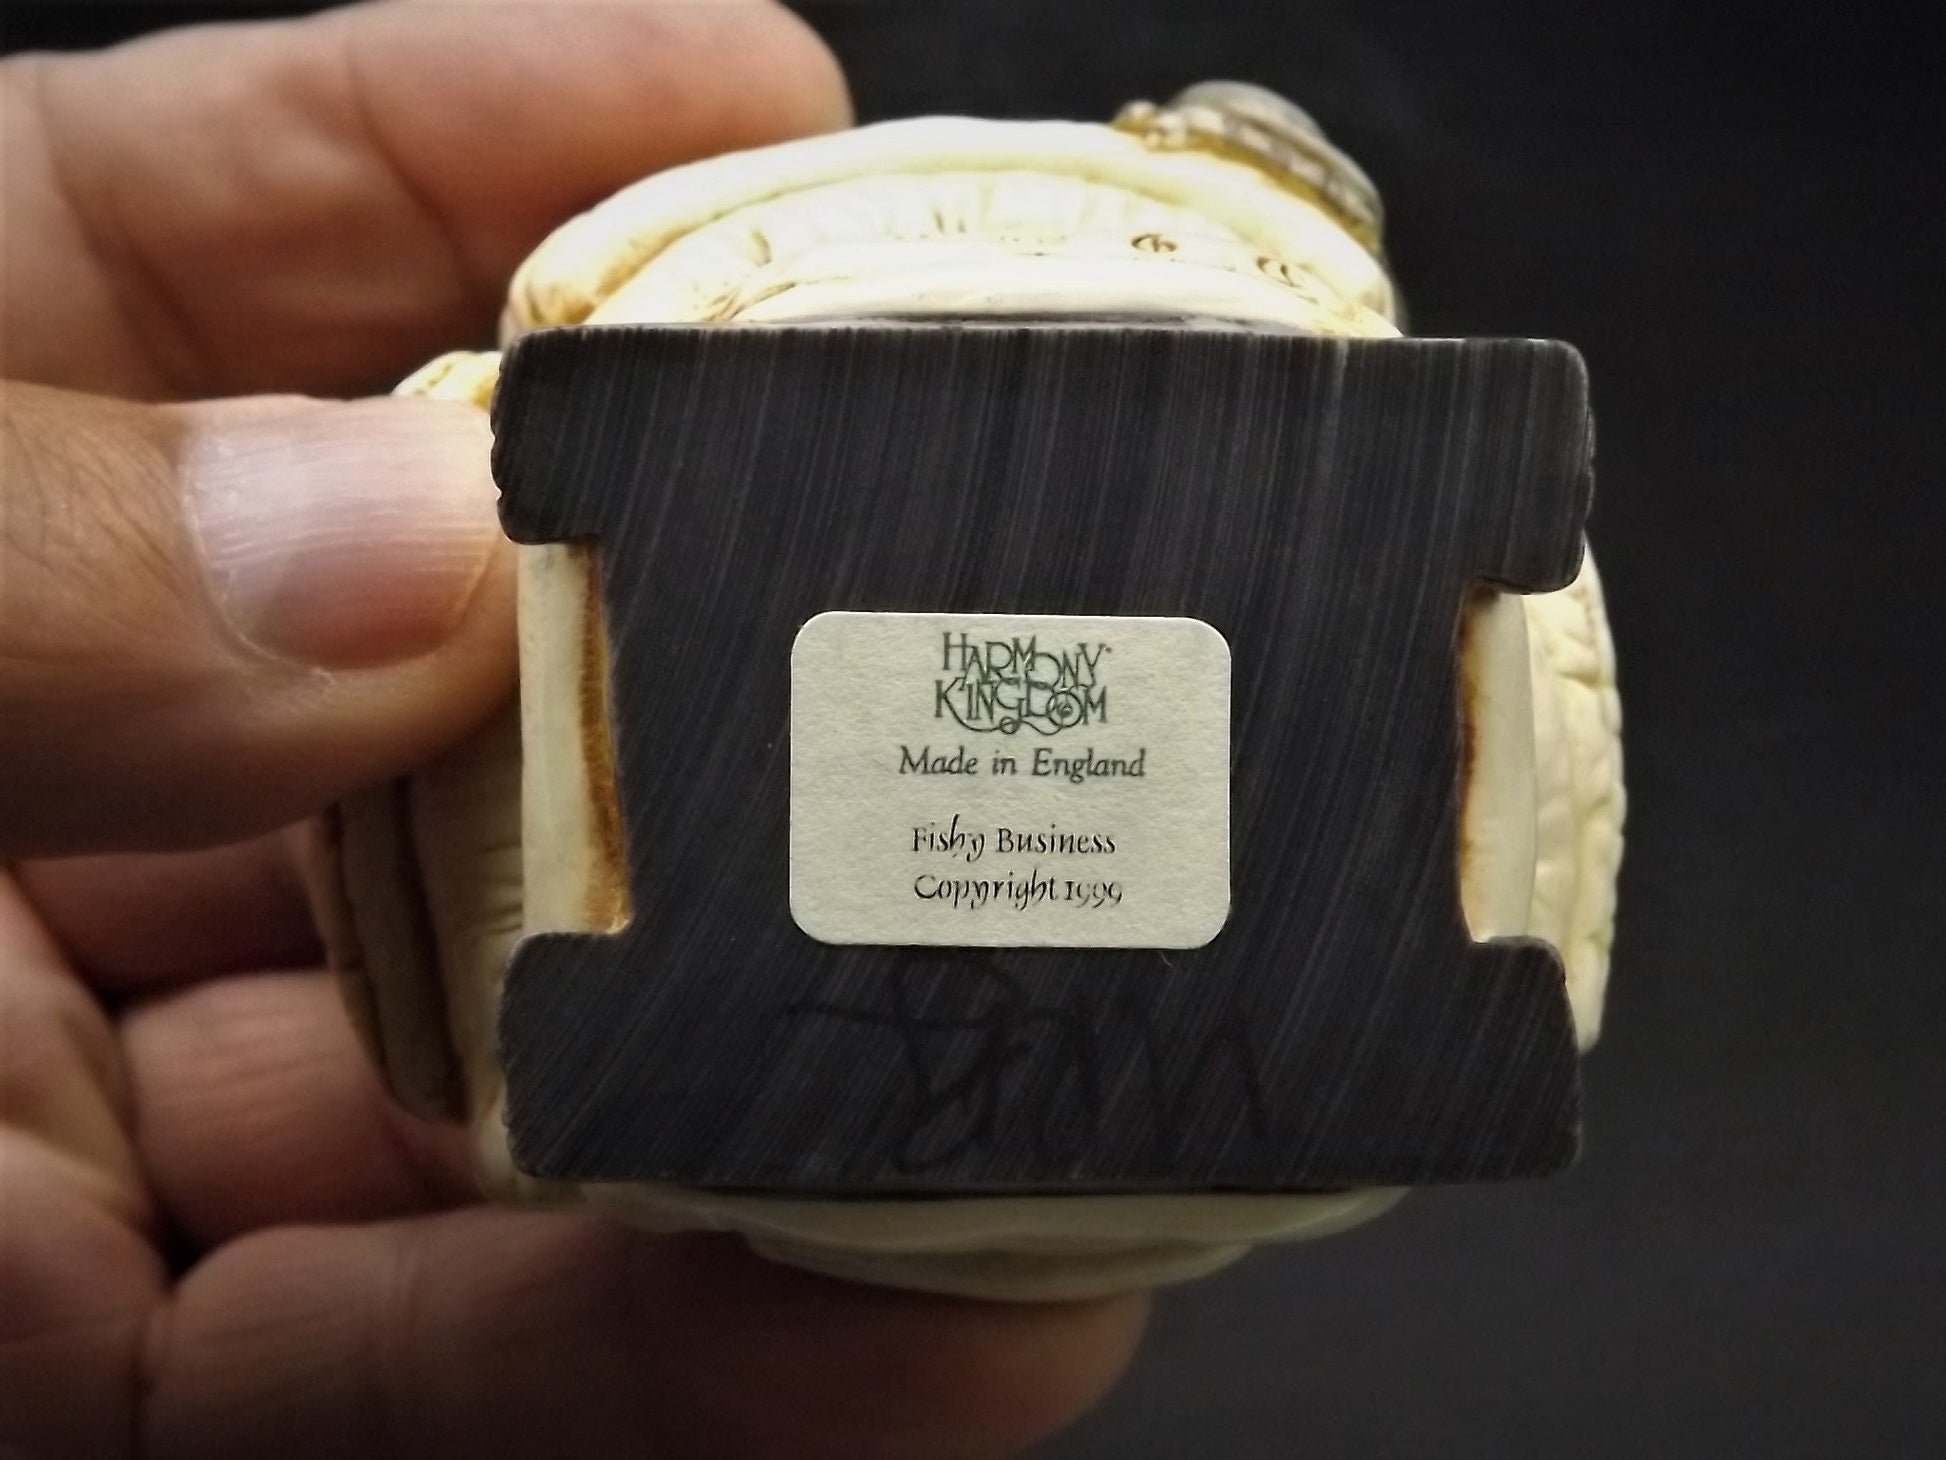 HARMONY
KINGDOM
Made in England
Fishy Business
Copyright 1999